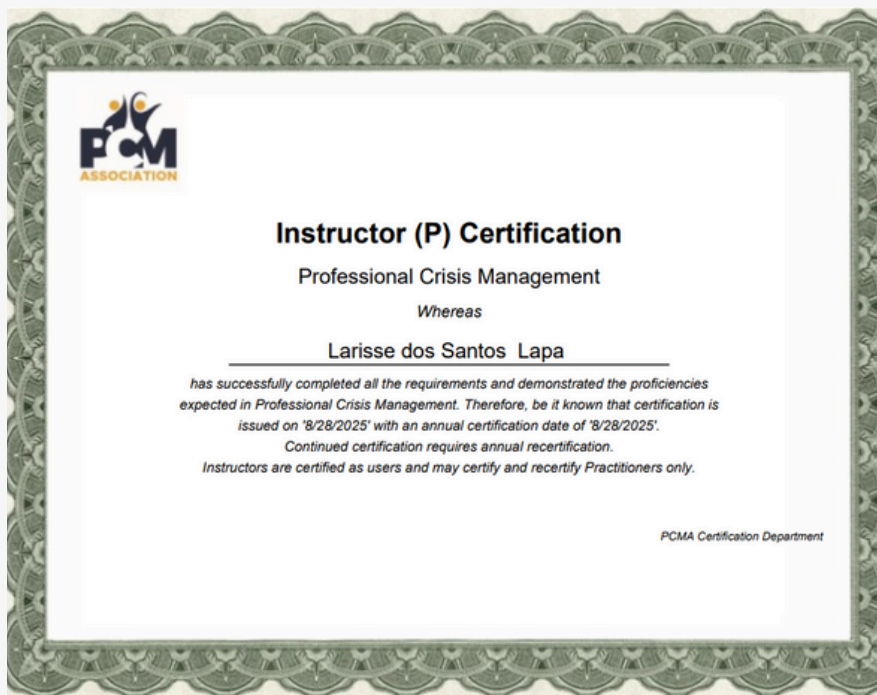 PCM
ASSOCIATION
Instructor (P) Certification
Professional Crisis Management
Whereas
Larisse dos Santos  Lapa
has successfully completed all the requirements and demonstrated the proficiencies
expected in Professional Crisis Management. Therefore, be it known that certification is
issued on '8/28/2025' with an annual certification date of '8/28/2025'.
Continued certification requires annual recertification.
Instructors are certified as users and may certify and recertify Practitioners only.
PCMA Certification Department